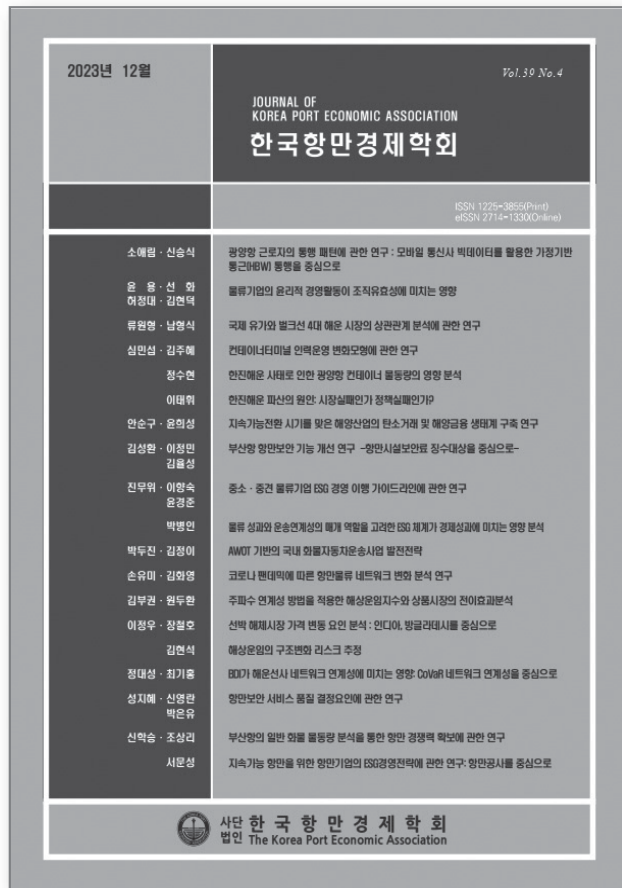 2023년 12월
Vol.39 No.4
JOURNAL OF
KOREA PORT ECONOMIC ASSOCIATION
한국항만경제학회
ISSN 1225-3855(Print)
eISSN 2714-1330(Online)
소애림·신승식 광양항 근로자의 통행 패턴에 관한 연구 : 모바일 통신사 빅데이터를 활용한 가정기반
통근(HBW) 통행을 중심으로
윤 용·선 화
허정대·김현덕 물류기업의 윤리적 경영활동이 조직유효성에 미치는 영향
류원형·남형식 국제 유가와 벌크선 4대 해운 시장의 상관관계 분석에 관한 연구
심민섭·김주혜 컨테이너터미널 인력운영 변화모형에 관한 연구
정수현 한진해운 사태로 인한 광양항 컨테이너 물동량의 영향 분석
이태휘 한진해운 파산의 원인: 시장실패인가 정책실패인가?
안순구·윤희성 지속가능전환 시기를 맞은 해양산업의 탄소거래 및 해양금융 생태계 구축 연구
김성환·이정민 부산항 항만보안 기능 개선 연구 -항만시설보안료 징수대상을 중심으로-
김율성
진무위·이향숙 중소·중견 물류기업 ESG 경영 이행 가이드라인에 관한 연구
윤경준
박병인 물류 성과와 운송연계성의 매개 역할을 고려한 ESG 체계가 경제성과에 미치는 영향 분석
박두진·김정이 AWOT 기반의 국내 화물자동차운송사업 발전전략
손유미·김화영 코로나 팬데믹에 따른 항만물류 네트워크 변화 분석 연구
김부권·원두환 주파수 연계성 방법을 적용한 해상운임지수와 상품시장의 전이효과분석
이정우·장철호 선박 해체시장 가격 변동 요인 분석 : 인디아, 방글라데시를 중심으로
김현석 해상운임의 구조변화 리스크 추정
정대성·최기홍 BDI가 해운선사 네트워크 연계성에 미치는 영향: CoVaR 네트워크 연계성을 중심으로
성지혜·신영란 항만보안 서비스 품질 결정요인에 관한 연구
박은유
신학승·조상리 부산항의 일반 화물 물동량 분석을 통한 항만 경쟁력 확보에 관한 연구
서문성 지속가능 항만을 위한 항만기업의 ESG경영전략에 관한 연구: 항만공사를 중심으로
사단
법인 한국항만경제학회
The Korea Port Economic Association